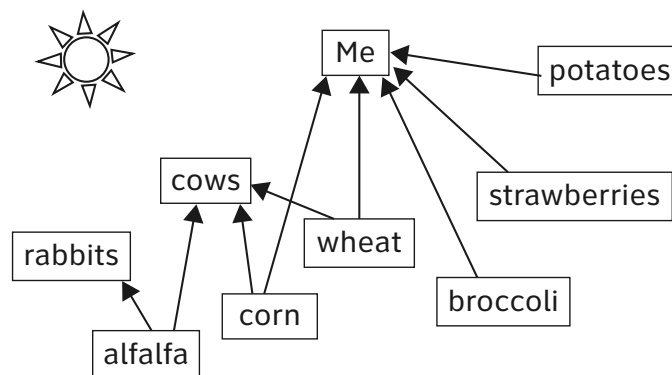 Me
potatoes
cows
strawberries
wheat
rabbits
broccoli
corn
alfalfa